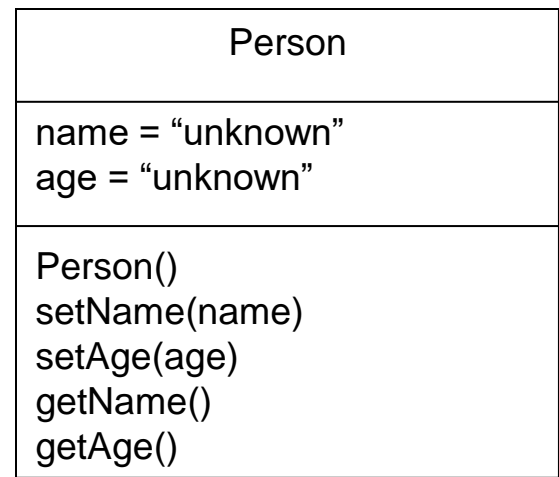 Person
name = “unknown”
age = “unknown”
Person()
setName(name)
setAge(age)
getName()
getAge()